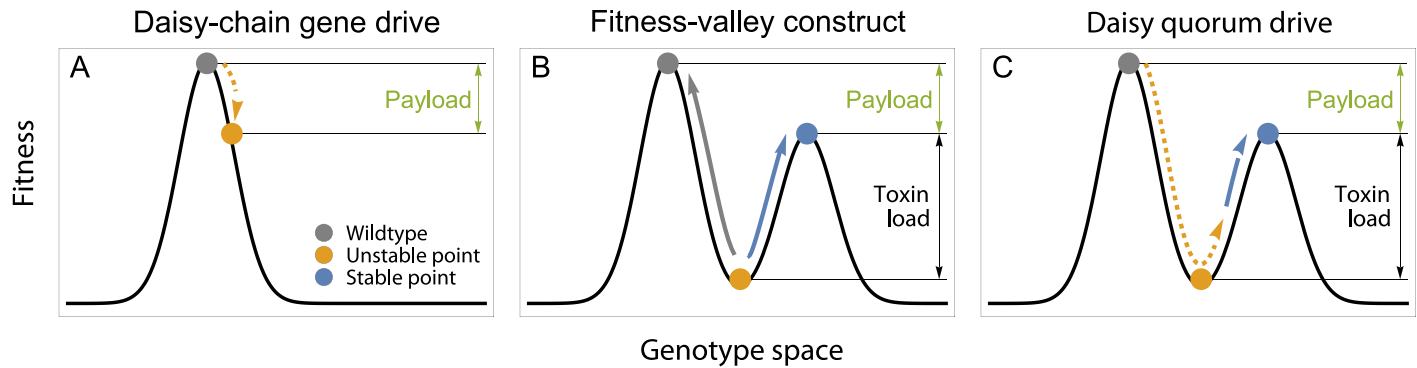 Daisy-chain gene drive
Fitness-valley construct
Daisy quorum drive
Fitness
A
Payload
Wildtype
Unstable point
Stable point
B
Payload
Toxin
load
C
Payload
Toxin
load
Genotype space